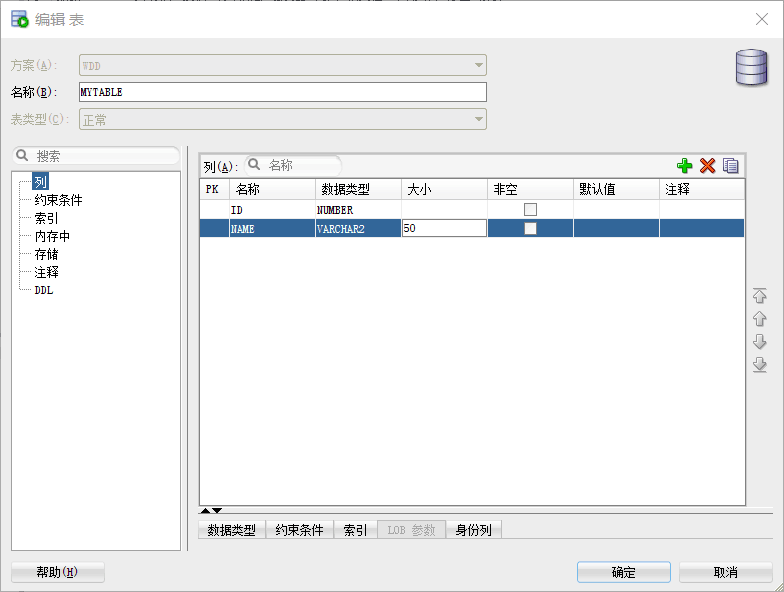 编辑 表
方案(A): WDD
名称(B): MYTABLE
表类型(C): 正常
搜索
列
约束条件
索引
内存中
存储
注释
DDL
列(A): 名称
PK 名称 数据类型 大小 非空 默认值 注释
ID NUMBER
NAME VARCHAR2 50
数据类型 约束条件 索引 LOB 参数 身份列
帮助(H) 确定 取消